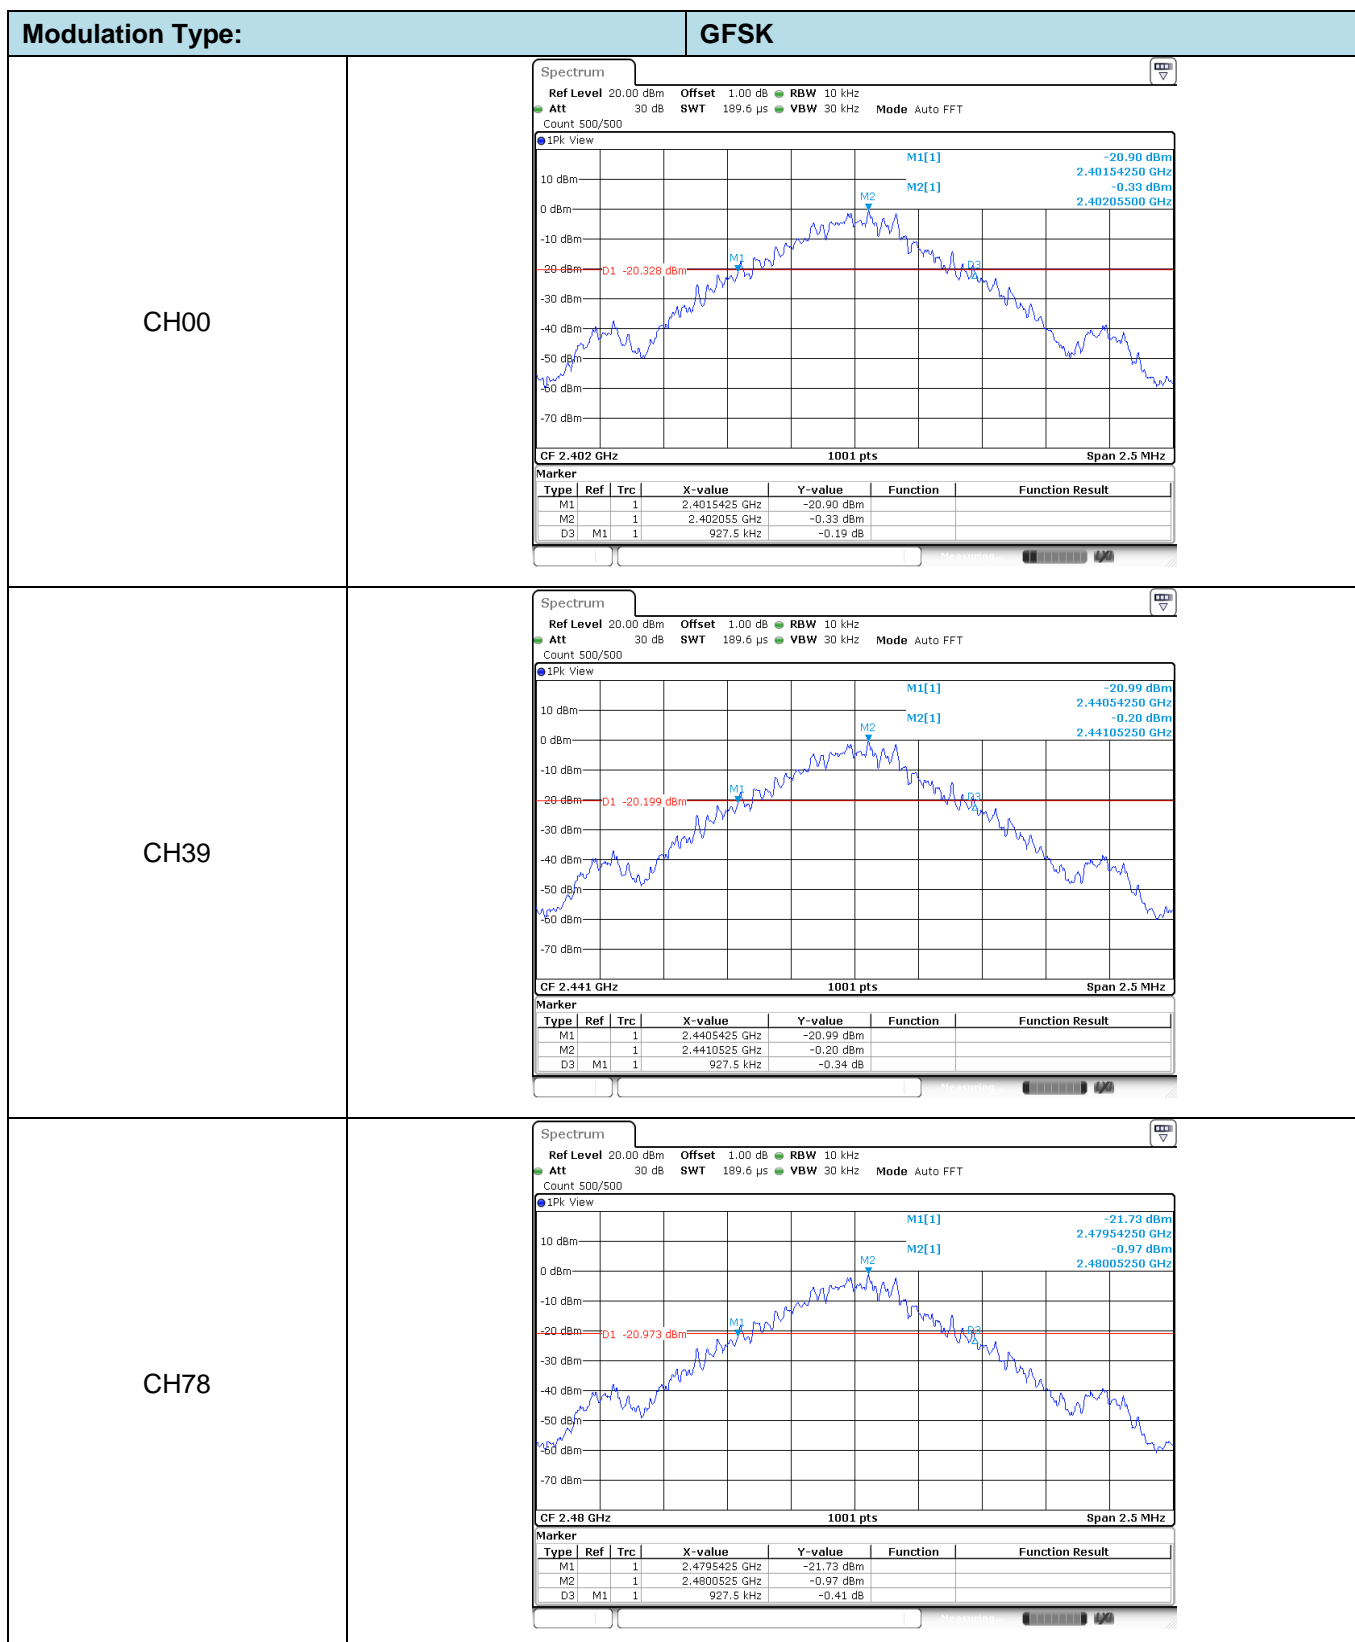 Modulation Type: GFSK
CH00
Spectrum
Ref Level 20.00 dBm Offset 1.00 dB RBW 10 kHz
Att 30 dB SWT 189.6 µs VBW 30 kHz Mode Auto FFT
Count 500/500
1Pk View
M1[1] -20.90 dBm
2.40154250 GHz
10 dBm
M2[1] -0.33 dBm
M2 2.40205500 GHz
0 dBm
-10 dBm
M1
D3
-20 dBm D1 -20.328 dBm
-30 dBm
-40 dBm
-50 dBm
-60 dBm
-70 dBm
CF 2.402 GHz 1001 pts Span 2.5 MHz
Marker
Type Ref Trc X-value Y-value Function Function Result
M1 1 2.4015425 GHz -20.90 dBm
M2 1 2.402055 GHz -0.33 dBm
D3 M1 1 927.5 kHz -0.19 dB
Measuring...
CH39
Spectrum
Ref Level 20.00 dBm Offset 1.00 dB RBW 10 kHz
Att 30 dB SWT 189.6 µs VBW 30 kHz Mode Auto FFT
Count 500/500
1Pk View
M1[1] -20.99 dBm
2.44054250 GHz
10 dBm
M2[1] -0.20 dBm
M2 2.44105250 GHz
0 dBm
-10 dBm
M1
D3
-20 dBm D1 -20.199 dBm
-30 dBm
-40 dBm
-50 dBm
-60 dBm
-70 dBm
CF 2.441 GHz 1001 pts Span 2.5 MHz
Marker
Type Ref Trc X-value Y-value Function Function Result
M1 1 2.4405425 GHz -20.99 dBm
M2 1 2.4410525 GHz -0.20 dBm
D3 M1 1 927.5 kHz -0.34 dB
Measuring...
CH78
Spectrum
Ref Level 20.00 dBm Offset 1.00 dB RBW 10 kHz
Att 30 dB SWT 189.6 µs VBW 30 kHz Mode Auto FFT
Count 500/500
1Pk View
M1[1] -21.73 dBm
2.47954250 GHz
10 dBm
M2[1] -0.97 dBm
M2 2.48005250 GHz
0 dBm
-10 dBm
M1
D3
-20 dBm D1 -20.973 dBm
-30 dBm
-40 dBm
-50 dBm
-60 dBm
-70 dBm
CF 2.48 GHz 1001 pts Span 2.5 MHz
Marker
Type Ref Trc X-value Y-value Function Function Result
M1 1 2.4795425 GHz -21.73 dBm
M2 1 2.4800525 GHz -0.97 dBm
D3 M1 1 927.5 kHz -0.41 dB
Measuring...